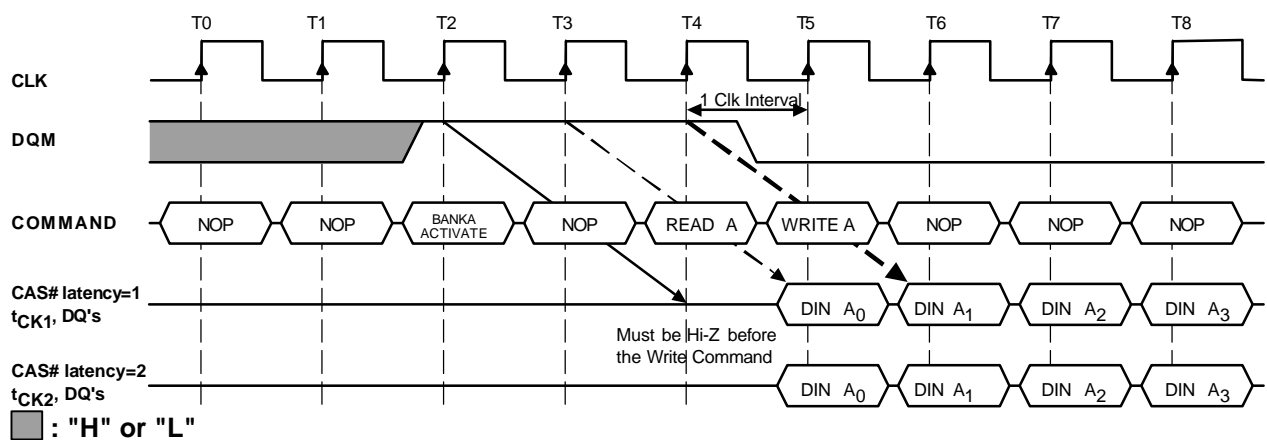 T0 T1 T2 T3 T4 T5 T6 T7 T8
CLK
1 Clk Interval
DQM
COMMAND NOP NOP BANKA ACTIVATE NOP READ A WRITE A NOP NOP NOP
CAS# latency=1
tCK1, DQ's
DIN A0 DIN A1 DIN A2 DIN A3
Must be Hi-Z before
the Write Command
CAS# latency=2
tCK2, DQ's
DIN A0 DIN A1 DIN A2 DIN A3
: "H" or "L"